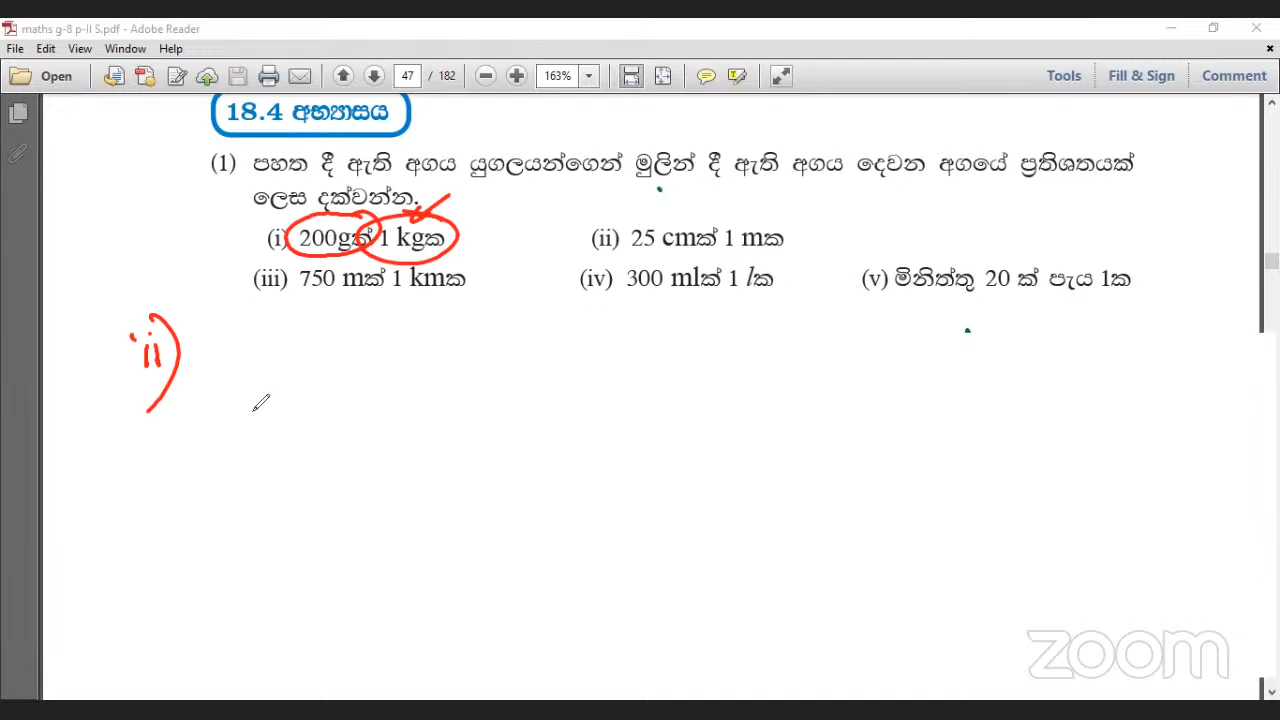 maths g-8 p-II S.pdf - Adobe Reader
File Edit View Window Help
Open 47 / 182 163% Tools Fill & Sign Comment
18.4 අභ්‍යාසය
(1) පහත දී ඇති අගය යුගලයන්ගෙන් මුලින් දී ඇති අගය දෙවන අගයේ ප්‍රතිශතයක්
ලෙස දක්වන්න.
(i) 200gක් 1 kgක (ii) 25 cmක් 1 mක
(iii) 750 mක් 1 kmක (iv) 300 mlක් 1 lක (v) මිනිත්තු 20 ක් පැය 1ක
ii)
zoom